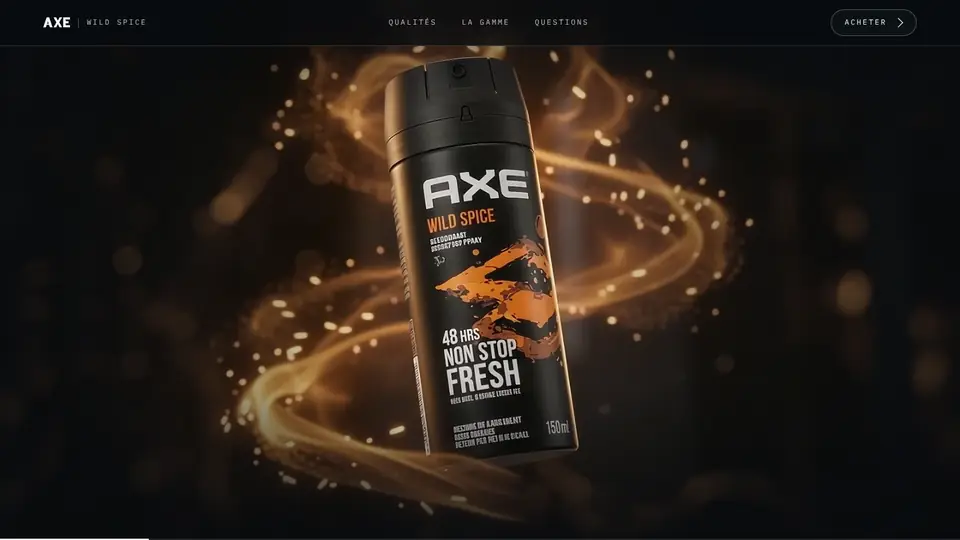 AXE | WILD SPICE
QUALITÉS
LA GAMME
QUESTIONS
ACHETER
AXE
WILD SPICE
48 HRS
NON STOP
FRESH
150ml